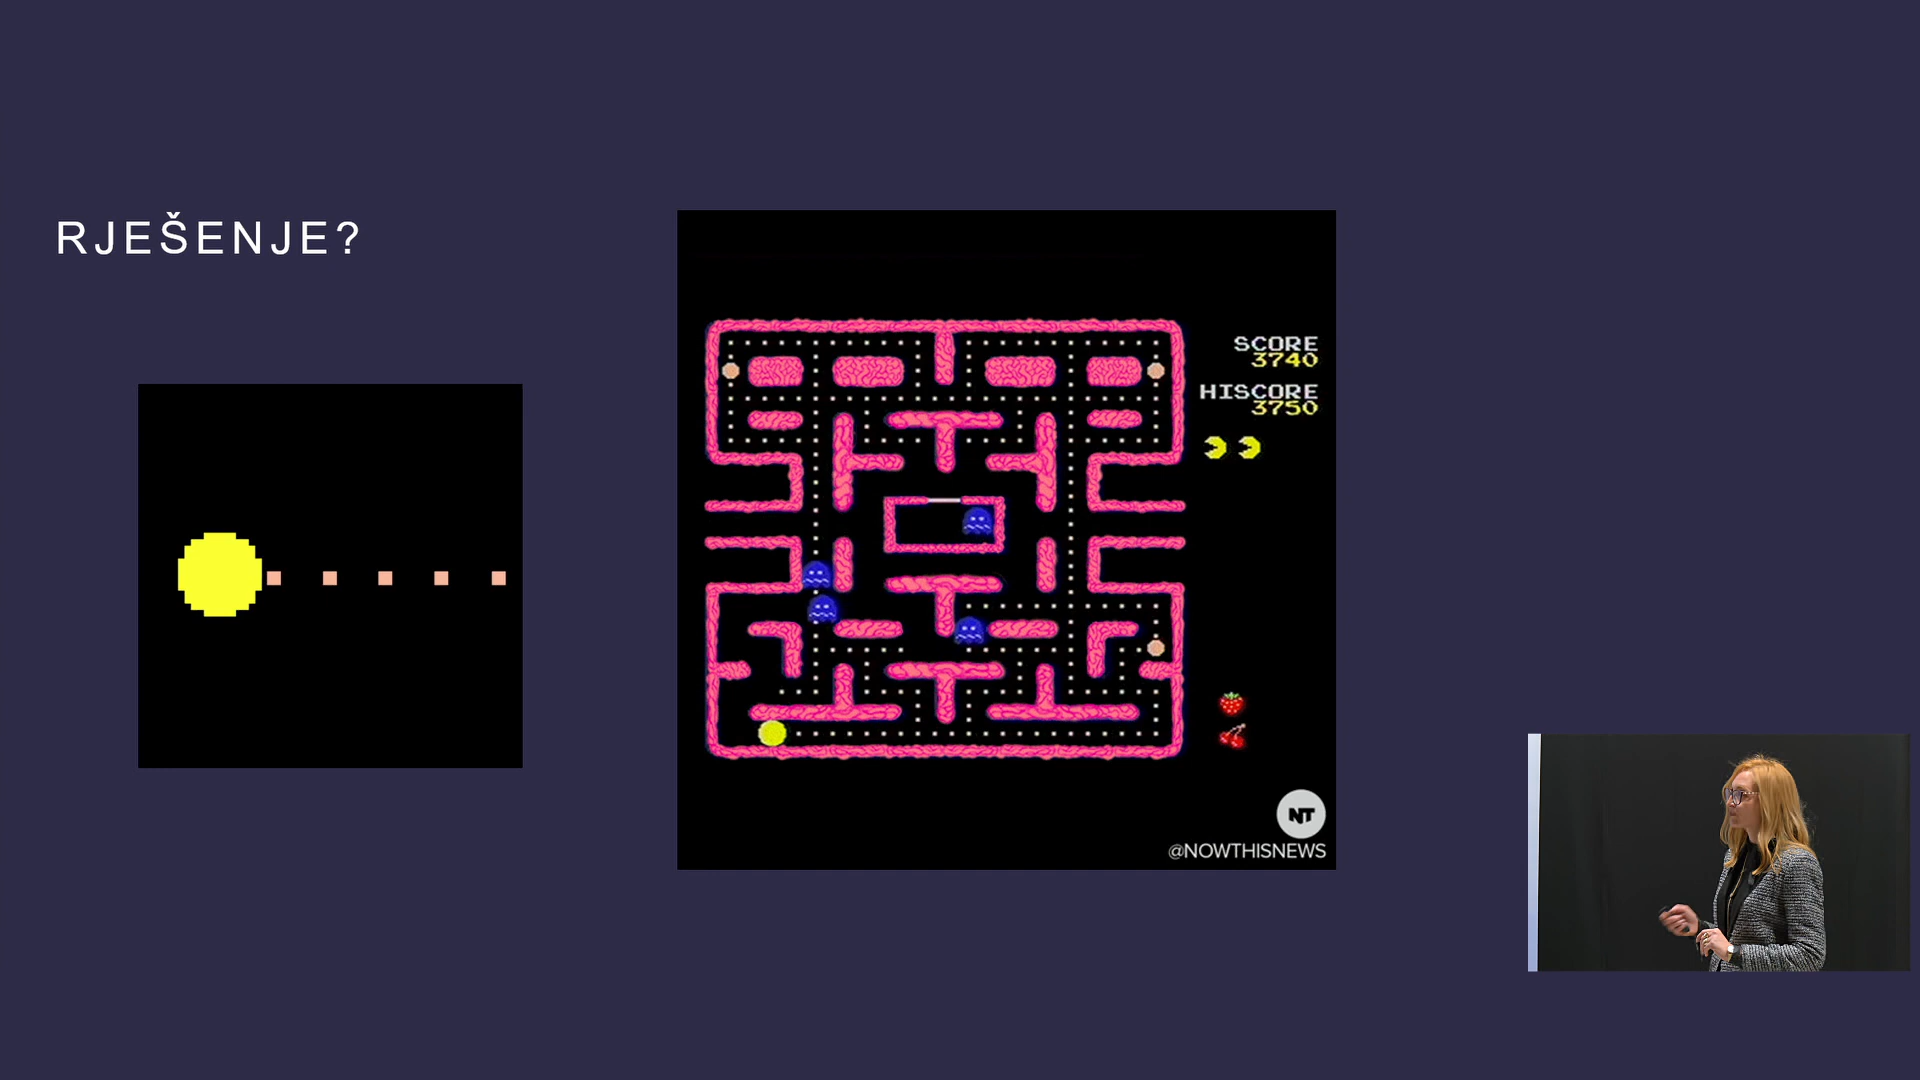 RJEŠENJE?
SCORE
3740
HISCORE
3750
NT
@NOWTHISNEWS